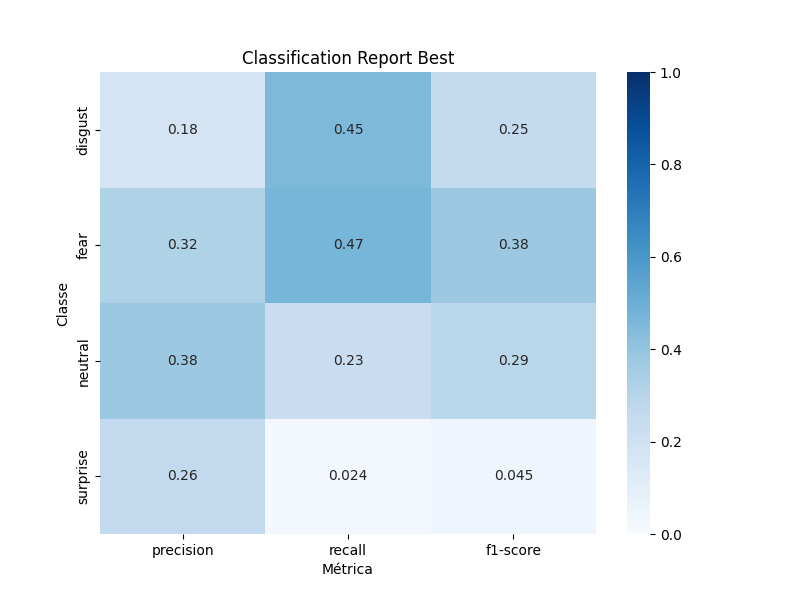 Classification Report Best
disgust 0.18 0.45 0.25
fear 0.32 0.47 0.38
neutral 0.38 0.23 0.29
surprise 0.26 0.024 0.045
precision recall f1-score
Métrica
Classe
1.0
0.8
0.6
0.4
0.2
0.0